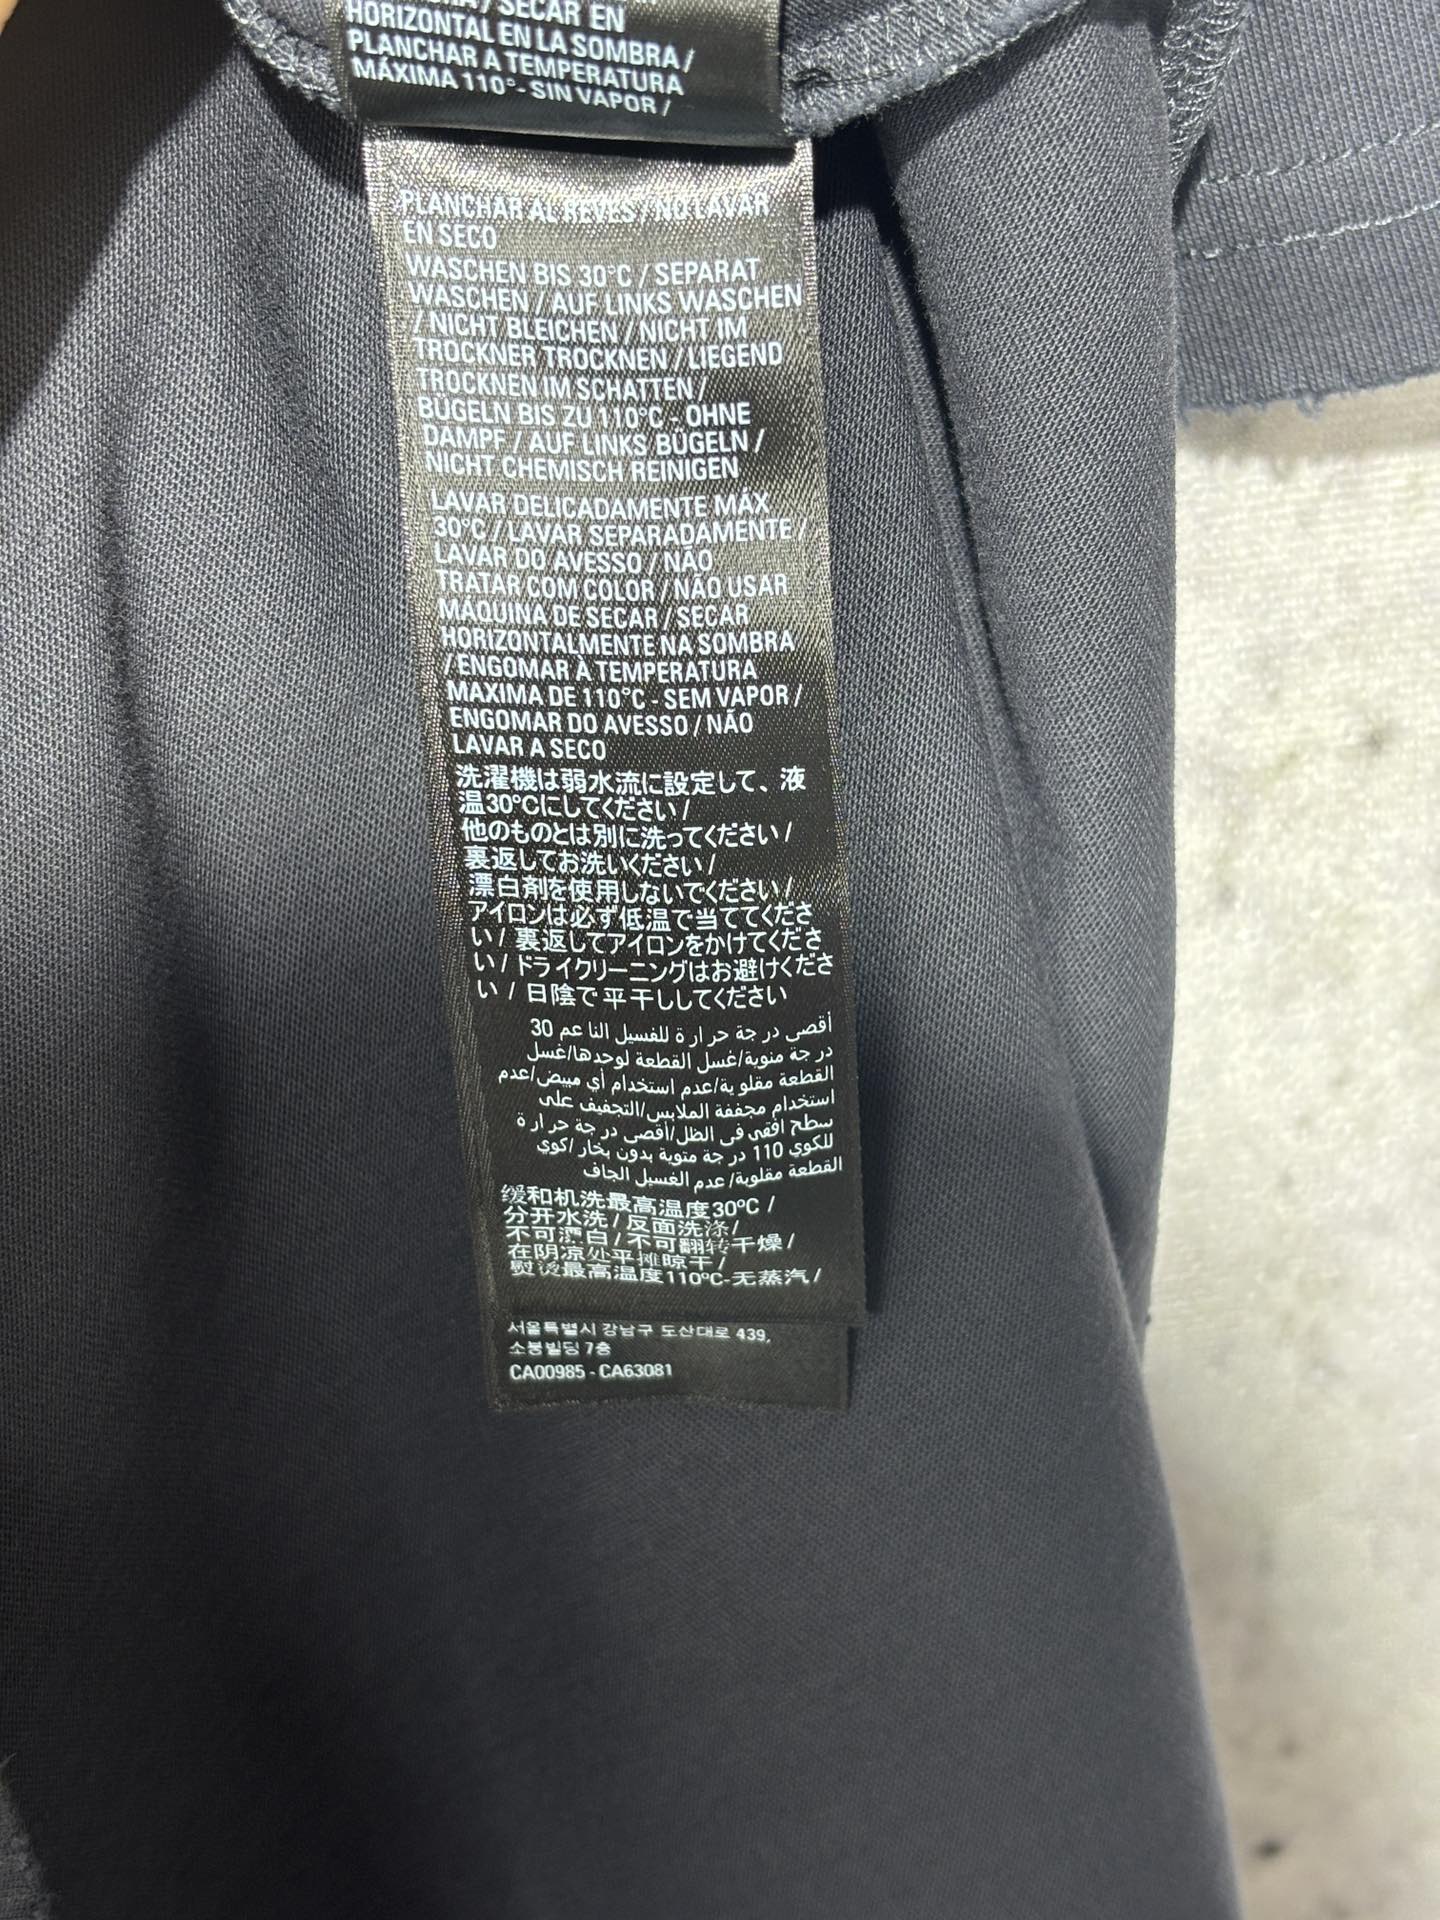 / SECAR EN
HORIZONTAL EN LA SOMBRA /
PLANCHAR A TEMPERATURA
MÁXIMA 110° - SIN VAPOR /
PLANCHAR AL REVES / NO LAVAR
EN SECO
WASCHEN BIS 30°C / SEPARAT
WASCHEN / AUF LINKS WASCHEN
/ NICHT BLEICHEN / NICHT IM
TROCKNER TROCKNEN / LIEGEND
TROCKNEN IM SCHATTEN /
BÜGELN BIS ZU 110°C - OHNE
DAMPF / AUF LINKS BÜGELN /
NICHT CHEMISCH REINIGEN
LAVAR DELICADAMENTE MÁX
30°C / LAVAR SEPARADAMENTE /
LAVAR DO AVESSO / NÃO
TRATAR COM COLOR / NÃO USAR
MAQUINA DE SECAR / SECAR
HORIZONTALMENTE NA SOMBRA
/ ENGOMAR À TEMPERATURA
MAXIMA DE 110°C - SEM VAPOR /
ENGOMAR DO AVESSO / NÃO
LAVAR A SECO
洗濯機は弱水流に設定して、液
温30°Cにしてください /
他のものとは別に洗ってください /
裏返してお洗いください /
漂白剤を使用しないでください /
アイロンは必ず低温で当ててくださ
い / 裏返してアイロンをかけてくださ
い / ドライクリーニングはお避けくださ
い / 日陰で平干ししてください
أقصى درجة حرارة للغسيل الناعم 30
درجة مئوية/غسل القطعة لوحدها/غسل
القطعة مقلوبة/عدم استخدام أي مبيض/عدم
استخدام مجففة الملابس/التجفيف على
سطح افقي في الظل/أقصى درجة حرارة
للكوي 110 درجة مئوية بدون بخار/كوي
القطعة مقلوبة/ عدم الغسيل الجاف
缓和机洗最高温度30°C /
分开水洗 / 反面洗涤 /
不可漂白 / 不可翻转干燥 /
在阴凉处平摊晾干 /
熨烫最高温度110°C-无蒸汽 /
서울특별시 강남구 도산대로 439,
소봉빌딩 7층
CA00985 - CA63081